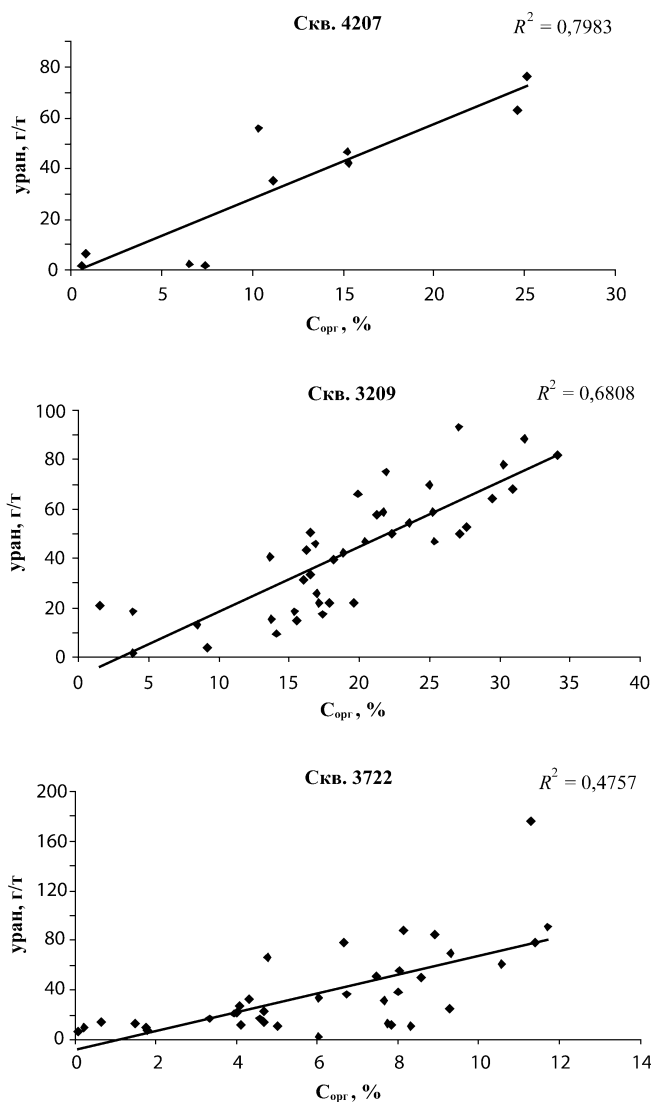 Скв. 4207
R² = 0,7983
уран, г/т
80
60
40
20
0
0 5 10 15 20 25 30
Cорг , %
Скв. 3209
R² = 0,6808
уран, г/т
100
80
60
40
20
0
0 5 10 15 20 25 30 35 40
Cорг , %
Скв. 3722
R² = 0,4757
уран, г/т
200
160
120
80
40
0
0 2 4 6 8 10 12 14
Cорг , %